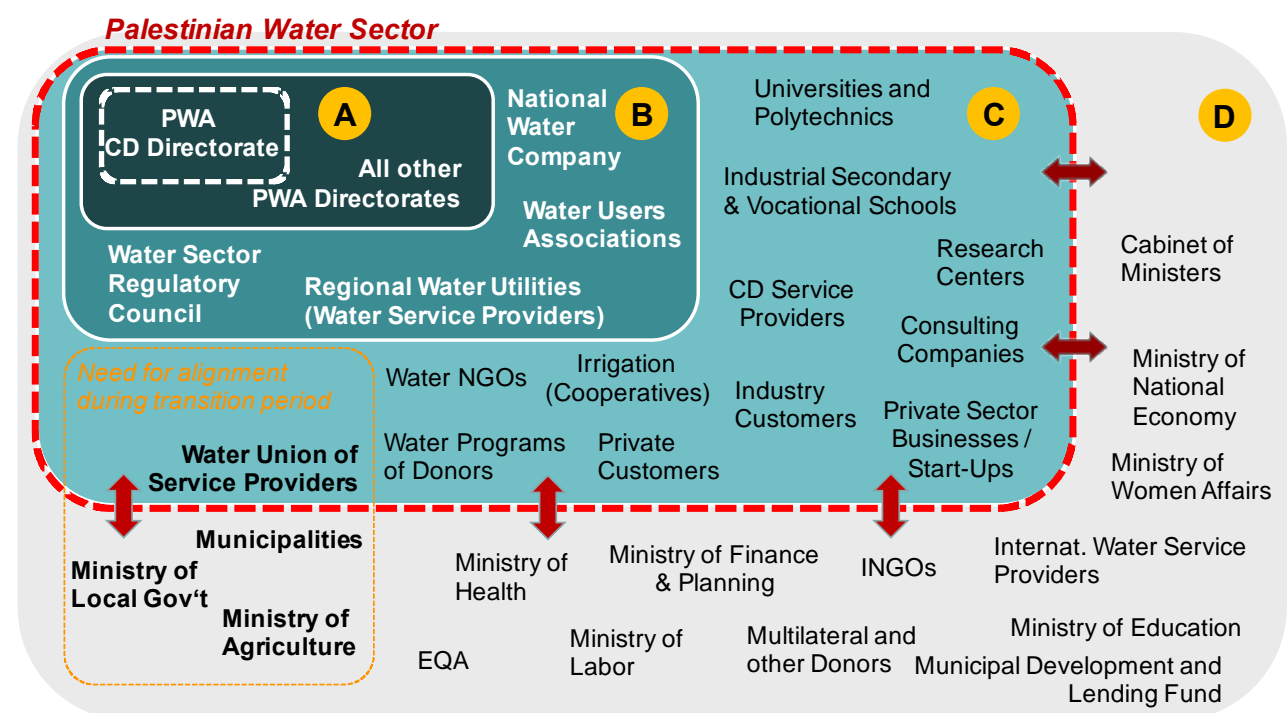 Palestinian Water Sector
PWA
CD Directorate
A
All other
PWA Directorates
National
Water
Company
B
Water Users
Associations
Water Sector
Regulatory
Council
Regional Water Utilities
(Water Service Providers)
Universities and
Polytechnics
C
Industrial Secondary
& Vocational Schools
Research
Centers
CD Service
Providers
Consulting
Companies
Industry
Customers
Private Sector
Businesses /
Start-Ups
Water NGOs
Irrigation
(Cooperatives)
Water Programs
of Donors
Private
Customers
Need for alignment
during transition period
Water Union of
Service Providers
Municipalities
Ministry of
Local Gov‘t
Ministry of
Agriculture
D
Cabinet of
Ministers
Ministry of
National
Economy
Ministry of
Women Affairs
Ministry of
Health
Ministry of Finance
& Planning
INGOs
Internat. Water Service
Providers
EQA
Ministry of
Labor
Multilateral and
other Donors
Ministry of Education
Municipal Development and
Lending Fund